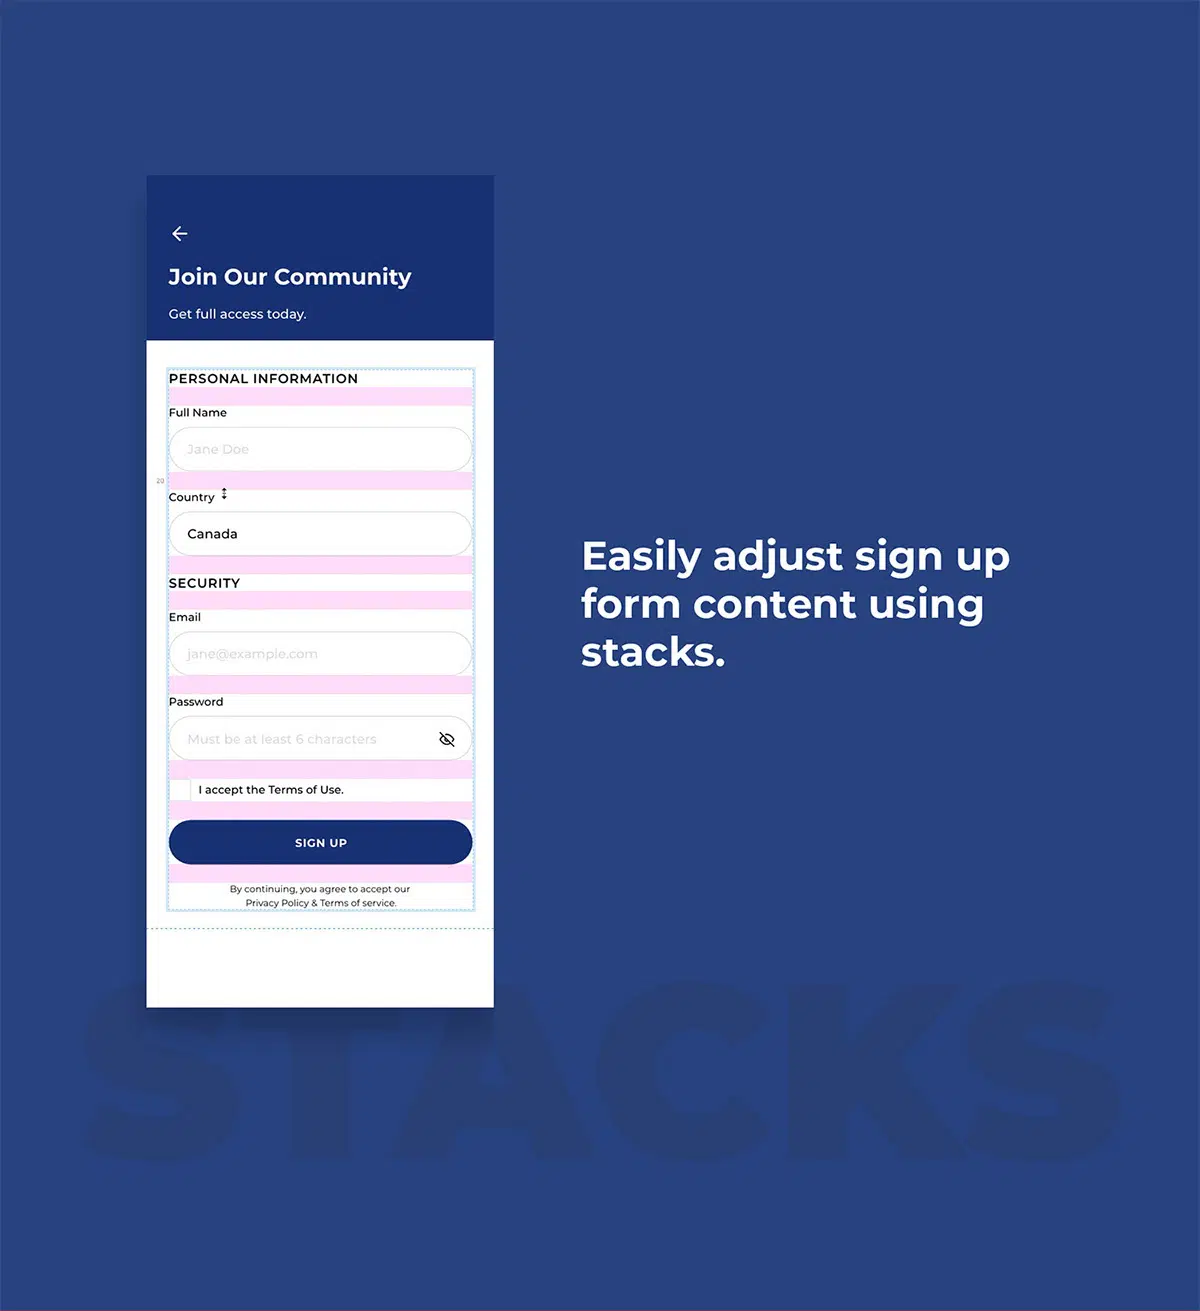 Join Our Community
Get full access today.
PERSONAL INFORMATION
Full Name
Jane Doe
20
Country
Canada
SECURITY
Email
jane@example.com
Password
Must be at least 6 characters
I accept the Terms of Use.
SIGN UP
By continuing, you agree to accept our
Privacy Policy & Terms of service.
Easily adjust sign up
form content using
stacks.
STACKS